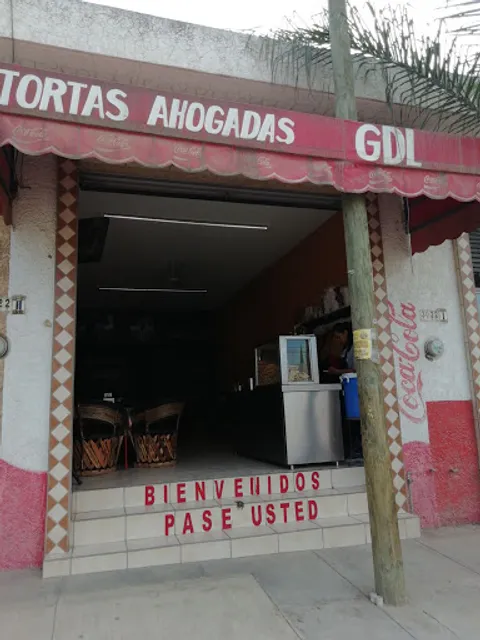 TORTAS AHOGADAS GDL
Coca-Cola
BIENVENIDOS
PASE USTED